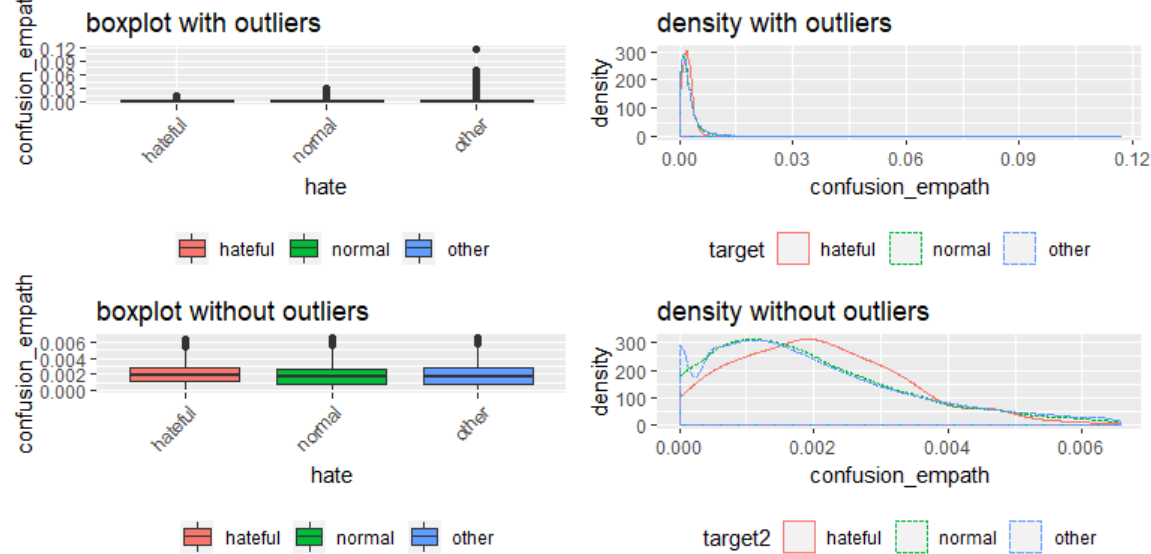 boxplot with outliers
confusion_empath
0.12
0.09
0.06
0.03
0.00
hateful
normal
other
hate
hateful normal other
density with outliers
density
300
200
100
0
0.00 0.03 0.06 0.09 0.12
confusion_empath
target hateful normal other
boxplot without outliers
confusion_empath
0.006
0.004
0.002
0.000
hateful
normal
other
hate
hateful normal other
density without outliers
density
300
200
100
0
0.000 0.002 0.004 0.006
confusion_empath
target2 hateful normal other